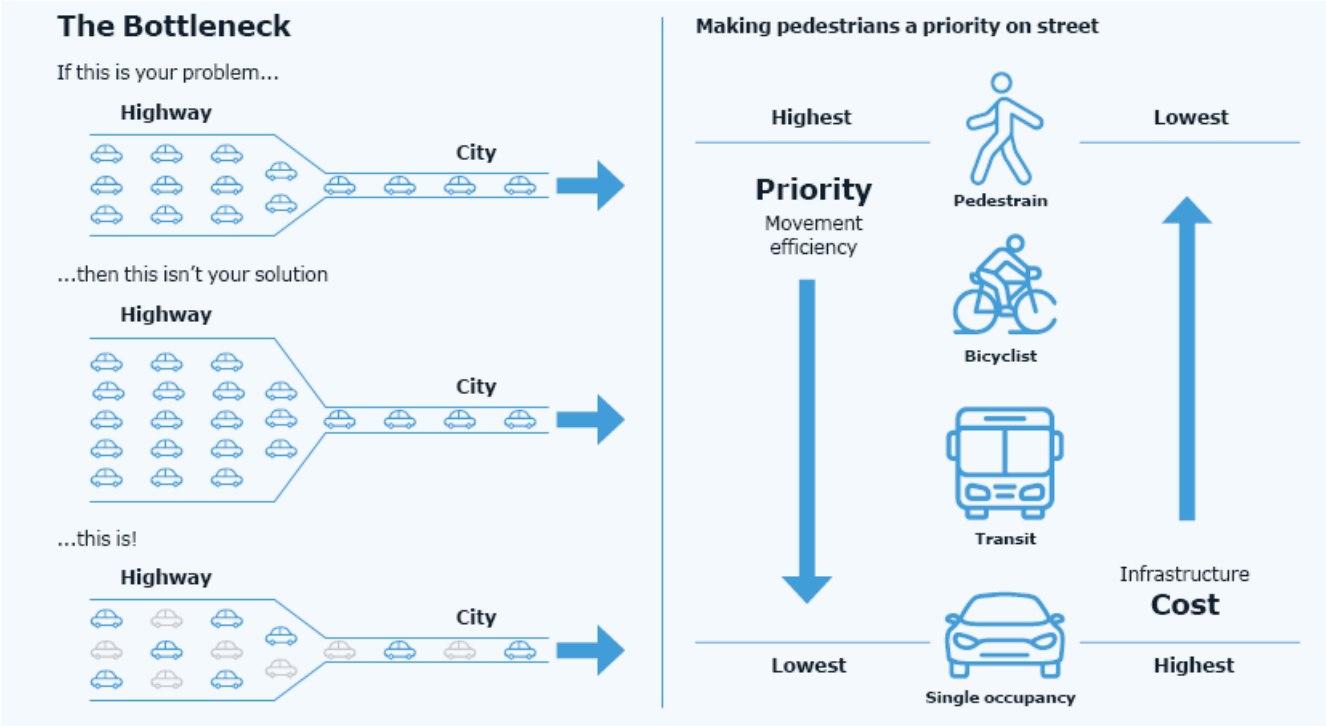 The Bottleneck
If this is your problem...
Highway
City
...then this isn't your solution
Highway
City
...this is!
Highway
City
Making pedestrians a priority on street
Highest
Priority
Movement
efficiency
Lowest
Pedestrain
Bicyclist
Transit
Single occupancy
Lowest
Infrastructure
Cost
Highest